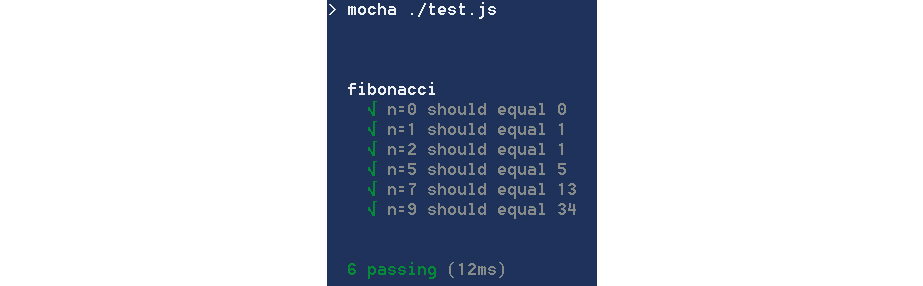 > mocha ./test.js
fibonacci
√ n=0 should equal 0
√ n=1 should equal 1
√ n=2 should equal 1
√ n=5 should equal 5
√ n=7 should equal 13
√ n=9 should equal 34
6 passing (12ms)